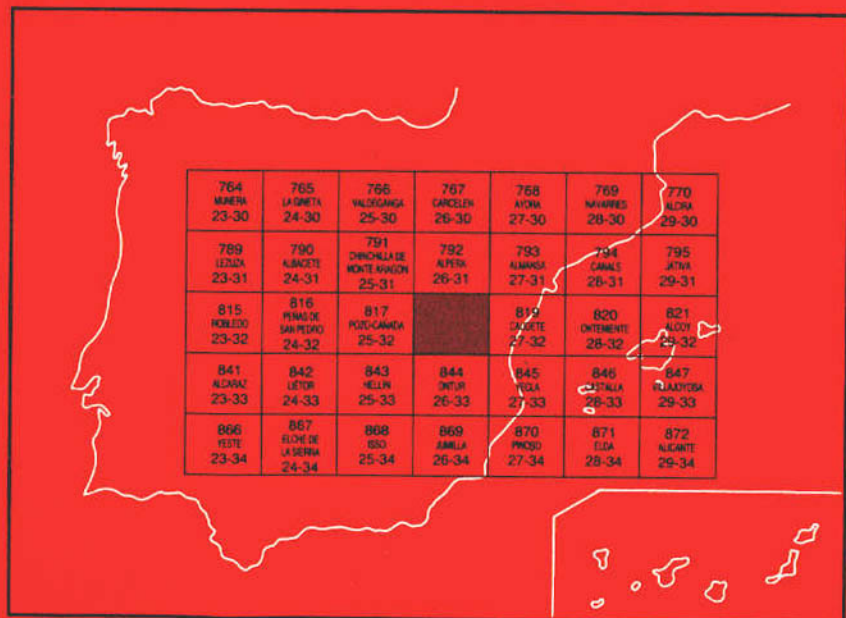 764 765 766 767 768 769 770
MUNERA LA GINETA VALDEGANGA CARCELEN AYORA NAVARRES ALCIRA
23-30 24-30 25-30 26-30 27-30 28-30 29-30
789 790 791 792 793 794 795
LEZUZA ALBACETE CHINCHILLA DE MONTE ARAGON ALPERA ALMANSA CANALS JATIVA
23-31 24-31 25-31 26-31 27-31 28-31 29-31
815 816 817 819 820 821
ROBLEDO PEÑAS DE SAN PEDRO POZO-CAÑADA CAUDETE ONTENIENTE ALCOY
23-32 24-32 25-32 27-32 28-32 29-32
841 842 843 844 845 846 847
ALCARAZ LIÉTOR HELLIN ONTUR YECLA CASTALLA VILLAJOYOSA
23-33 24-33 25-33 26-33 27-33 28-33 29-33
866 867 868 869 870 871 872
YESTE ELCHE DE LA SIERRA ISSO JUMILLA PINOSO ELDA ALICANTE
23-34 24-34 25-34 26-34 27-34 28-34 29-34